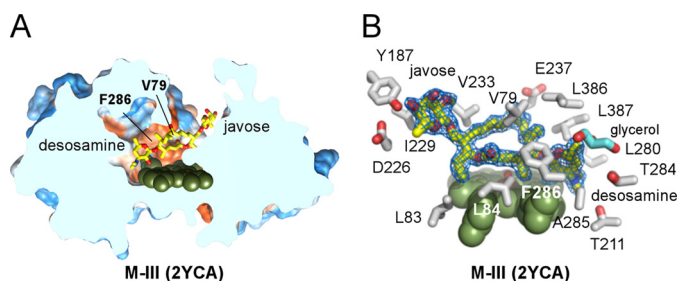 A
V79
F286
desosamine
javose
M-III (2YCA)
B
Y187
javose
V233
E237
V79
L386
L387
glycerol
I229
L280
D226
T284
desosamine
F286
L83
L84
A285
T211
M-III (2YCA)